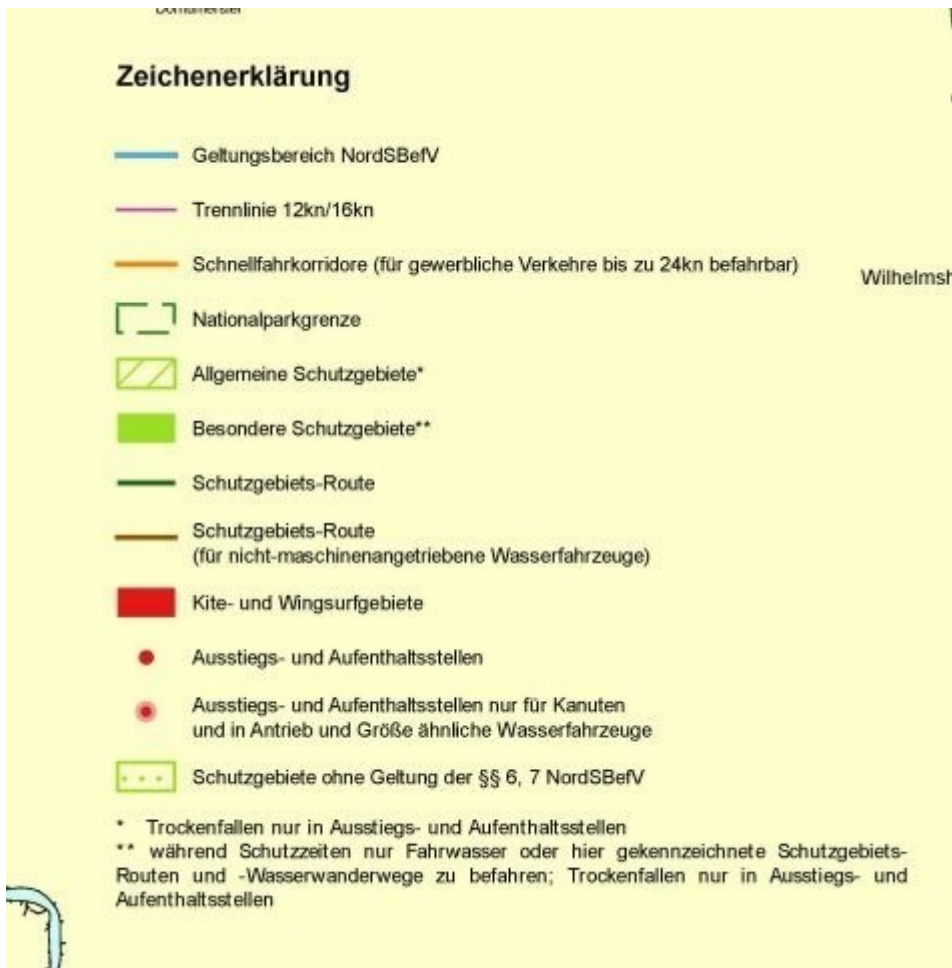 Zeichenerklärung
Geltungsbereich NordSBefV
Trennlinie 12kn/16kn
Schnellfahrkorridore (für gewerbliche Verkehre bis zu 24kn befahrbar)
Wilhelmsh
Nationalparkgrenze
Allgemeine Schutzgebiete*
Besondere Schutzgebiete**
Schutzgebiets-Route
Schutzgebiets-Route
(für nicht-maschinenangetriebene Wasserfahrzeuge)
Kite- und Wingsurfgebiete
Ausstiegs- und Aufenthaltsstellen
Ausstiegs- und Aufenthaltsstellen nur für Kanuten
und in Antrieb und Größe ähnliche Wasserfahrzeuge
Schutzgebiete ohne Geltung der §§ 6, 7 NordSBefV
* Trockenfallen nur in Ausstiegs- und Aufenthaltsstellen
** während Schutzzeiten nur Fahrwasser oder hier gekennzeichnete Schutzgebiets-
Routen und -Wasserwanderwege zu befahren; Trockenfallen nur in Ausstiegs- und
Aufenthaltsstellen